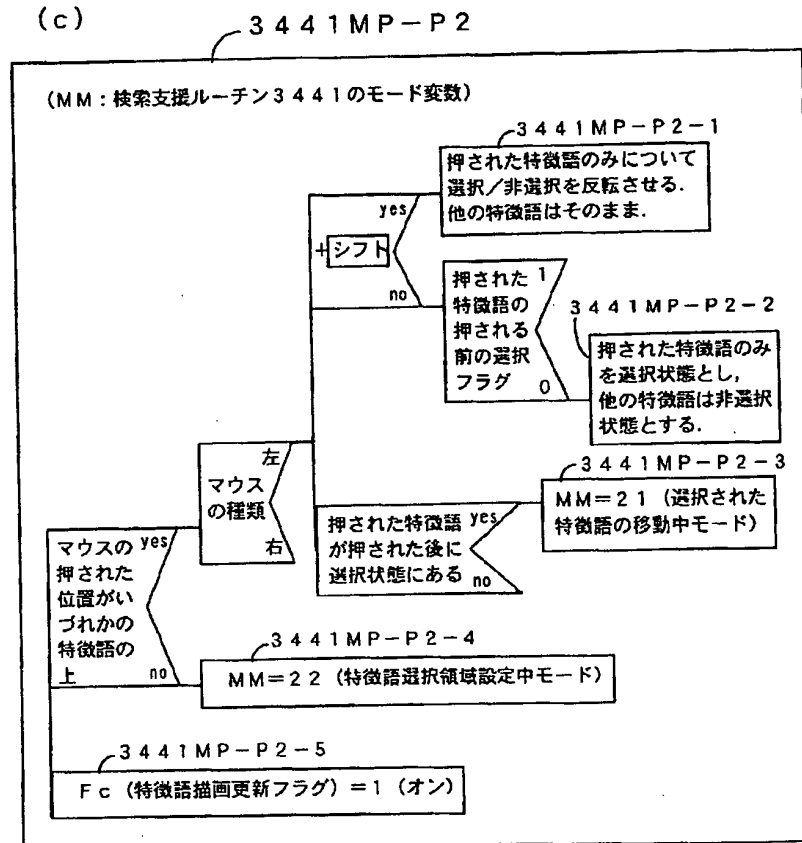 (c)
3441MP-P2
(MM:検索支援ルーチン3441のモード変数)
3441MP-P2-1
押された特徴語のみについて
選択/非選択を反転させる.
他の特徴語はそのまま.
yes
+シフト
no
押された
特徴語の
押される
前の選択
フラグ
1
0
3441MP-P2-2
押された特徴語のみ
を選択状態とし,
他の特徴語は非選択
状態とする.
左
マウス
の種類
右
3441MP-P2-3
MM=21(選択された
特徴語の移動中モード)
押された特徴語
が押された後に
選択状態にある
yes
no
マウスの
押された
位置がい
づれかの
特徴語の
上
yes
no
3441MP-P2-4
MM=22(特徴語選択領域設定中モード)
3441MP-P2-5
Fc(特徴語描画更新フラグ)=1(オン)